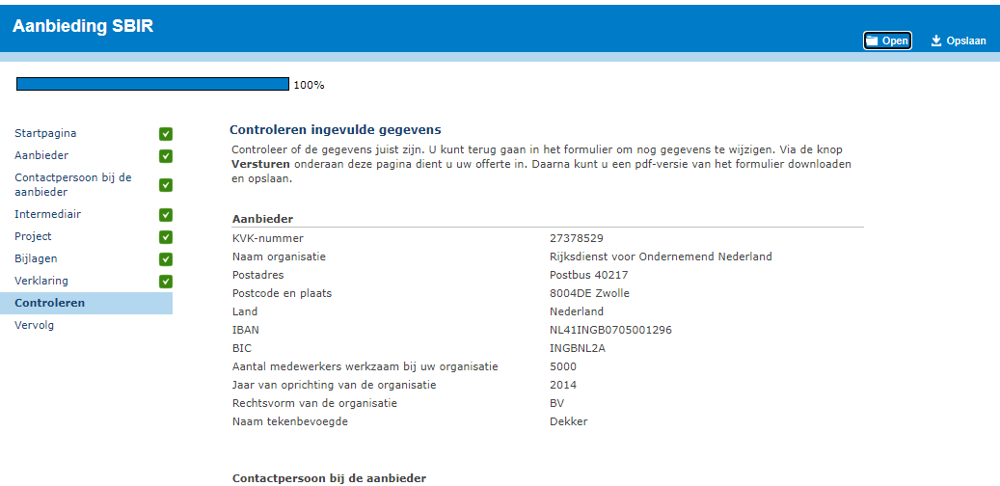 Aanbieding SBIR
Open
Opslaan
100%
Startpagina
Aanbieder
Contactpersoon bij de
aanbieder
Intermediair
Project
Bijlagen
Verklaring
Controleren
Vervolg
Controleren ingevulde gegevens
Controleer of de gegevens juist zijn. U kunt terug gaan in het formulier om nog gegevens te wijzigen. Via de knop
Versturen onderaan deze pagina dient u uw offerte in. Daarna kunt u een pdf-versie van het formulier downloaden
en opslaan.
Aanbieder
KVK-nummer 27378529
Naam organisatie Rijksdienst voor Ondernemend Nederland
Postadres Postbus 40217
Postcode en plaats 8004DE Zwolle
Land Nederland
IBAN NL41INGB0705001296
BIC INGBNL2A
Aantal medewerkers werkzaam bij uw organisatie 5000
Jaar van oprichting van de organisatie 2014
Rechtsvorm van de organisatie BV
Naam tekenbevoegde Dekker
Contactpersoon bij de aanbieder